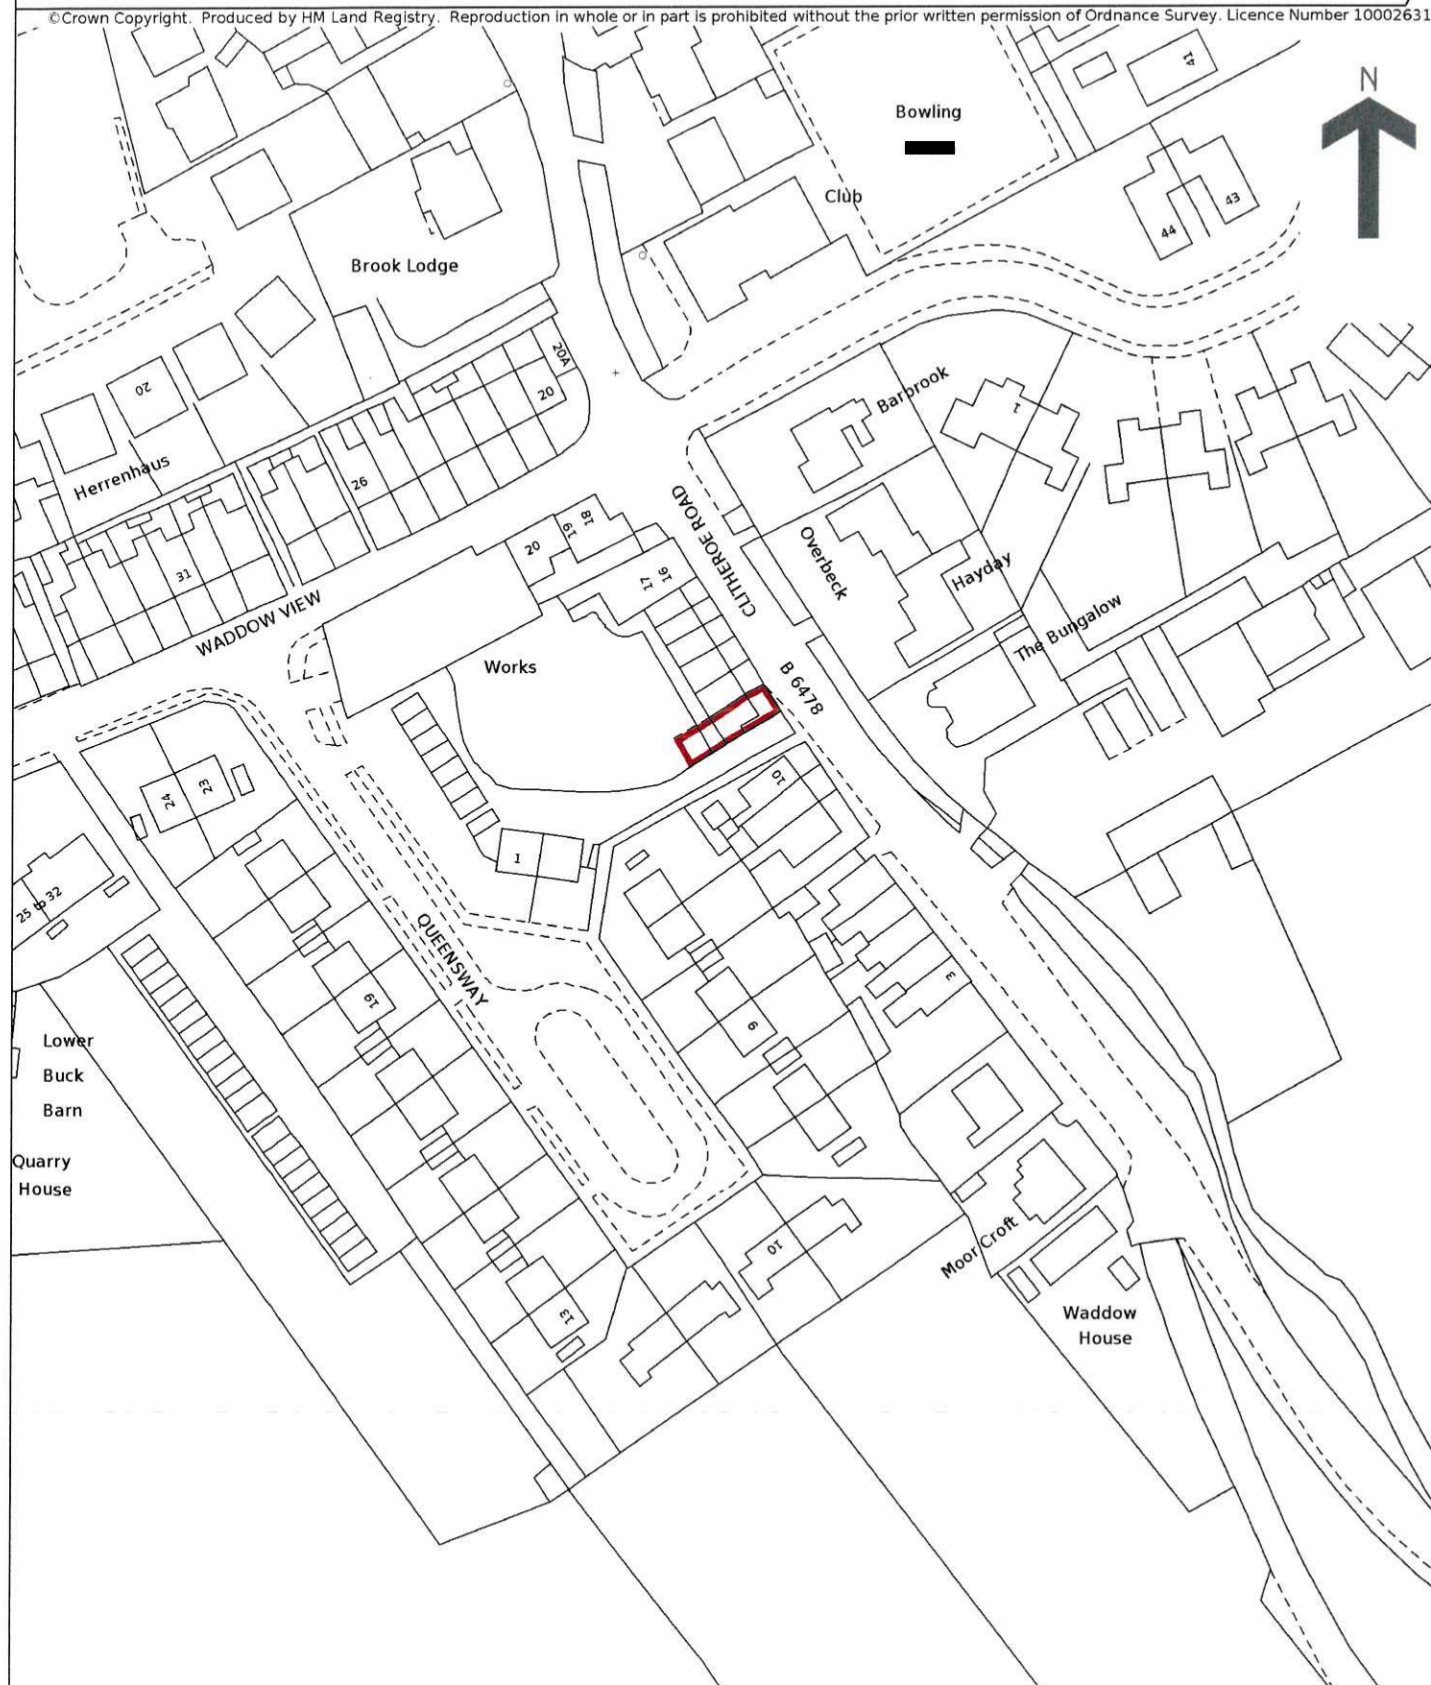 ©Crown Copyright. Produced by HM Land Registry. Reproduction in whole or in part is prohibited without the prior written permission of Ordnance Survey. Licence Number 10002631
41
N
Bowling
Club
43
44
Brook Lodge
20A
20
20
Herrenhaus
26
31
WADDOW VIEW
Barbrook
1
CLITHEROE ROAD
Overbeck
Hayday
The Bungalow
18
19
20
16
17
Works
B 6478
10
24
23
1
25 to 32
QUEENSWAY
19
3
9
Lower
Buck
Barn
Quarry
House
10
13
Moor Croft
Waddow
House